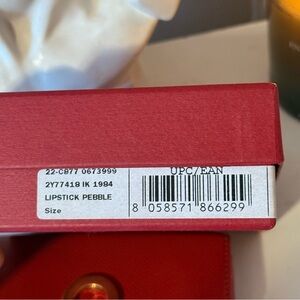 22-CB77 0673999
2Y77418 IK 1984
LIPSTICK PEBBLE
Size
UPC/EAN
8 058571 866299